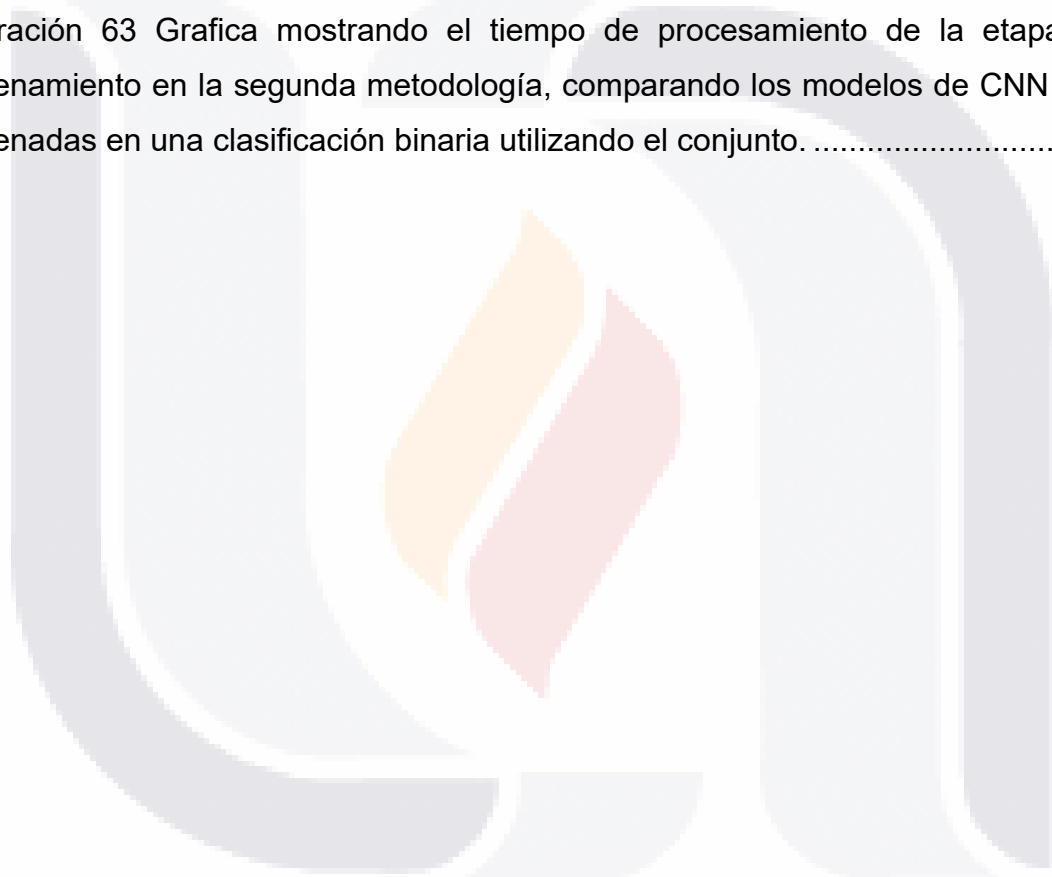 ración 63 Grafica mostrando el tiempo de procesamiento de la etapa
enamiento en la segunda metodología, comparando los modelos de CNN
enadas en una clasificación binaria utilizando el conjunto. ...........................